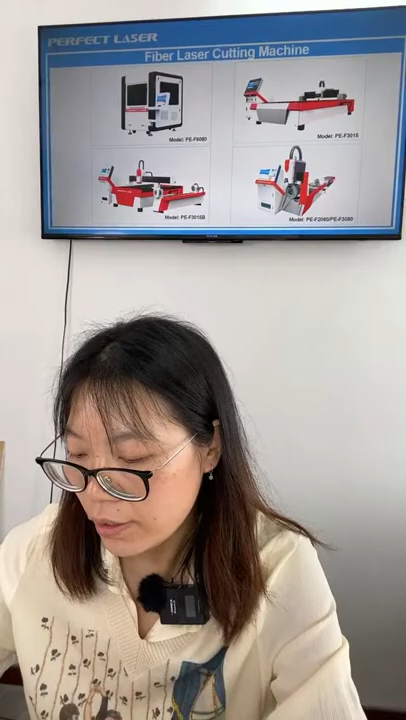 PERFECT LASER
Fiber Laser Cutting Machine
Model: PE-F6060
Model: PE-F3015
Model: PE-F3015B
Model: PE-F2060/PE-F3080